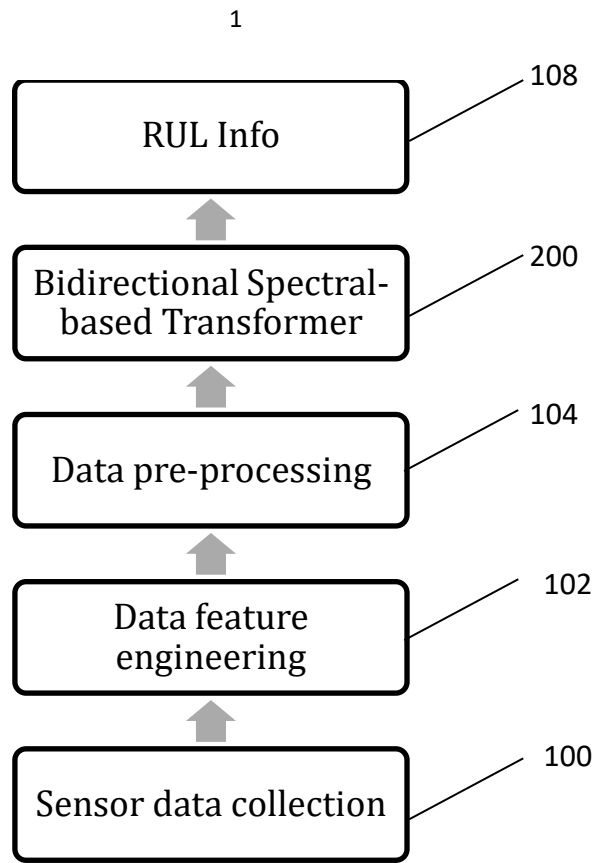 1
RUL Info
108
Bidirectional Spectral-
based Transformer
200
Data pre-processing
104
Data feature
engineering
102
Sensor data collection
100